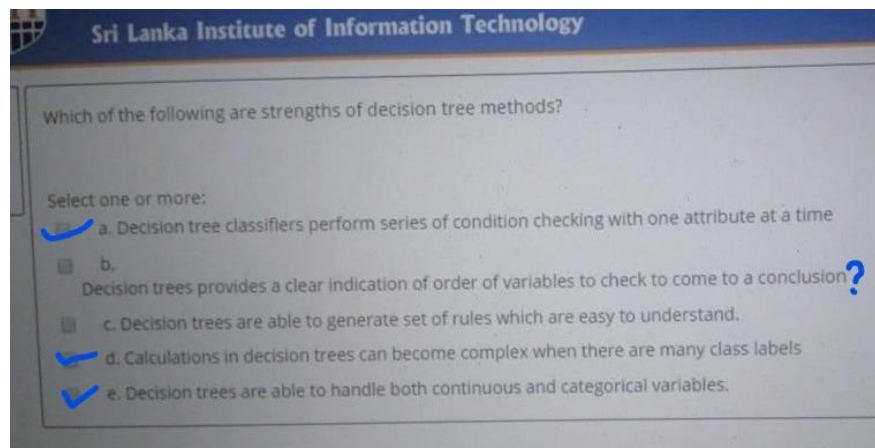 Sri Lanka Institute of Information Technology
Which of the following are strengths of decision tree methods?
Select one or more:
a. Decision tree classifiers perform series of condition checking with one attribute at a time
b.
Decision trees provides a clear indication of order of variables to check to come to a conclusion?
c. Decision trees are able to generate set of rules which are easy to understand.
d. Calculations in decision trees can become complex when there are many class labels
e. Decision trees are able to handle both continuous and categorical variables.